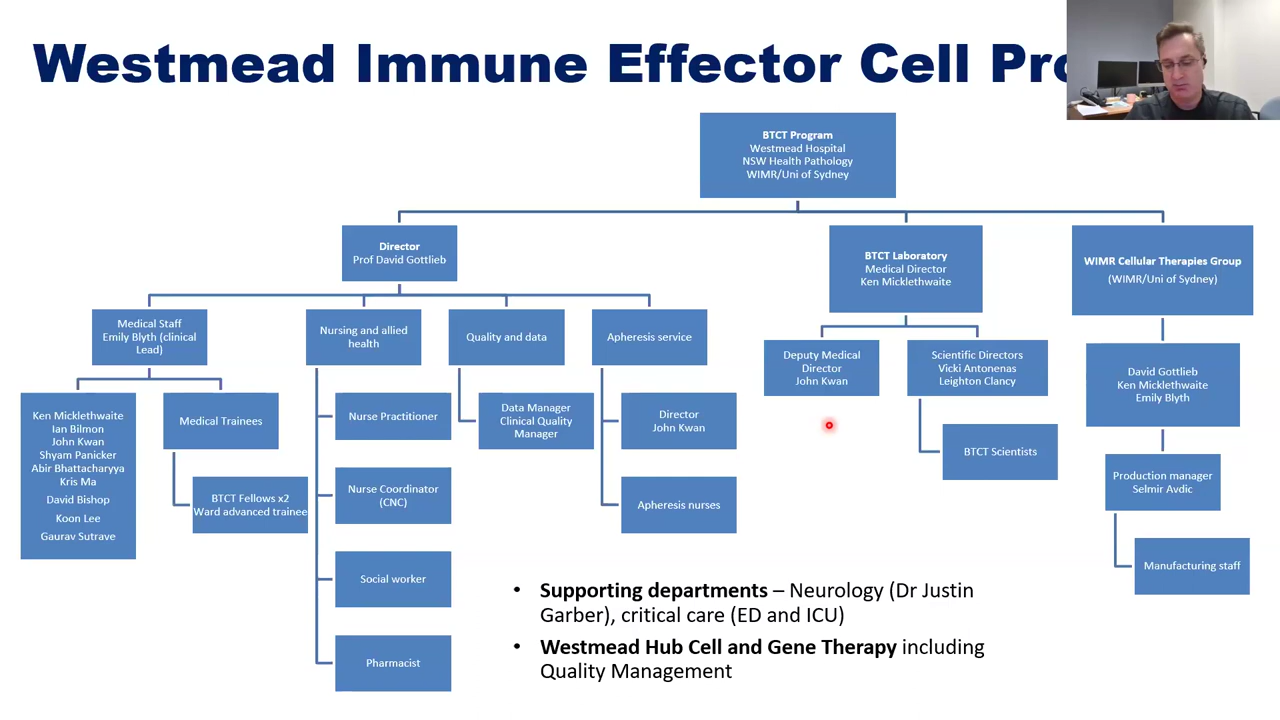 Westmead Immune Effector Cell Pro
BTCT Program
Westmead Hospital
NSW Health Pathology
WIMR/Uni of Sydney
Director
Prof David Gottlieb
BTCT Laboratory
Medical Director
Ken Micklethwaite
WIMR Cellular Therapies Group
(WIMR/Uni of Sydney)
Medical Staff
Emily Blyth (clinical
Lead)
Nursing and allied
health
Quality and data
Apheresis service
Deputy Medical
Director
John Kwan
Scientific Directors
Vicki Antonenas
Leighton Clancy
David Gottlieb
Ken Micklethwaite
Emily Blyth
Ken Micklethwaite
Ian Bilmon
John Kwan
Shyam Panicker
Abir Bhattacharyya
Kris Ma
David Bishop
Koon Lee
Gaurav Sutrave
Medical Trainees
BTCT Fellows x2
Ward advanced trainee
Nurse Practitioner
Nurse Coordinator
(CNC)
Social worker
Pharmacist
Data Manager
Clinical Quality
Manager
Director
John Kwan
Apheresis nurses
BTCT Scientists
Production manager
Selmir Avdic
Manufacturing staff
• Supporting departments – Neurology (Dr Justin
Garber), critical care (ED and ICU)
• Westmead Hub Cell and Gene Therapy including
Quality Management